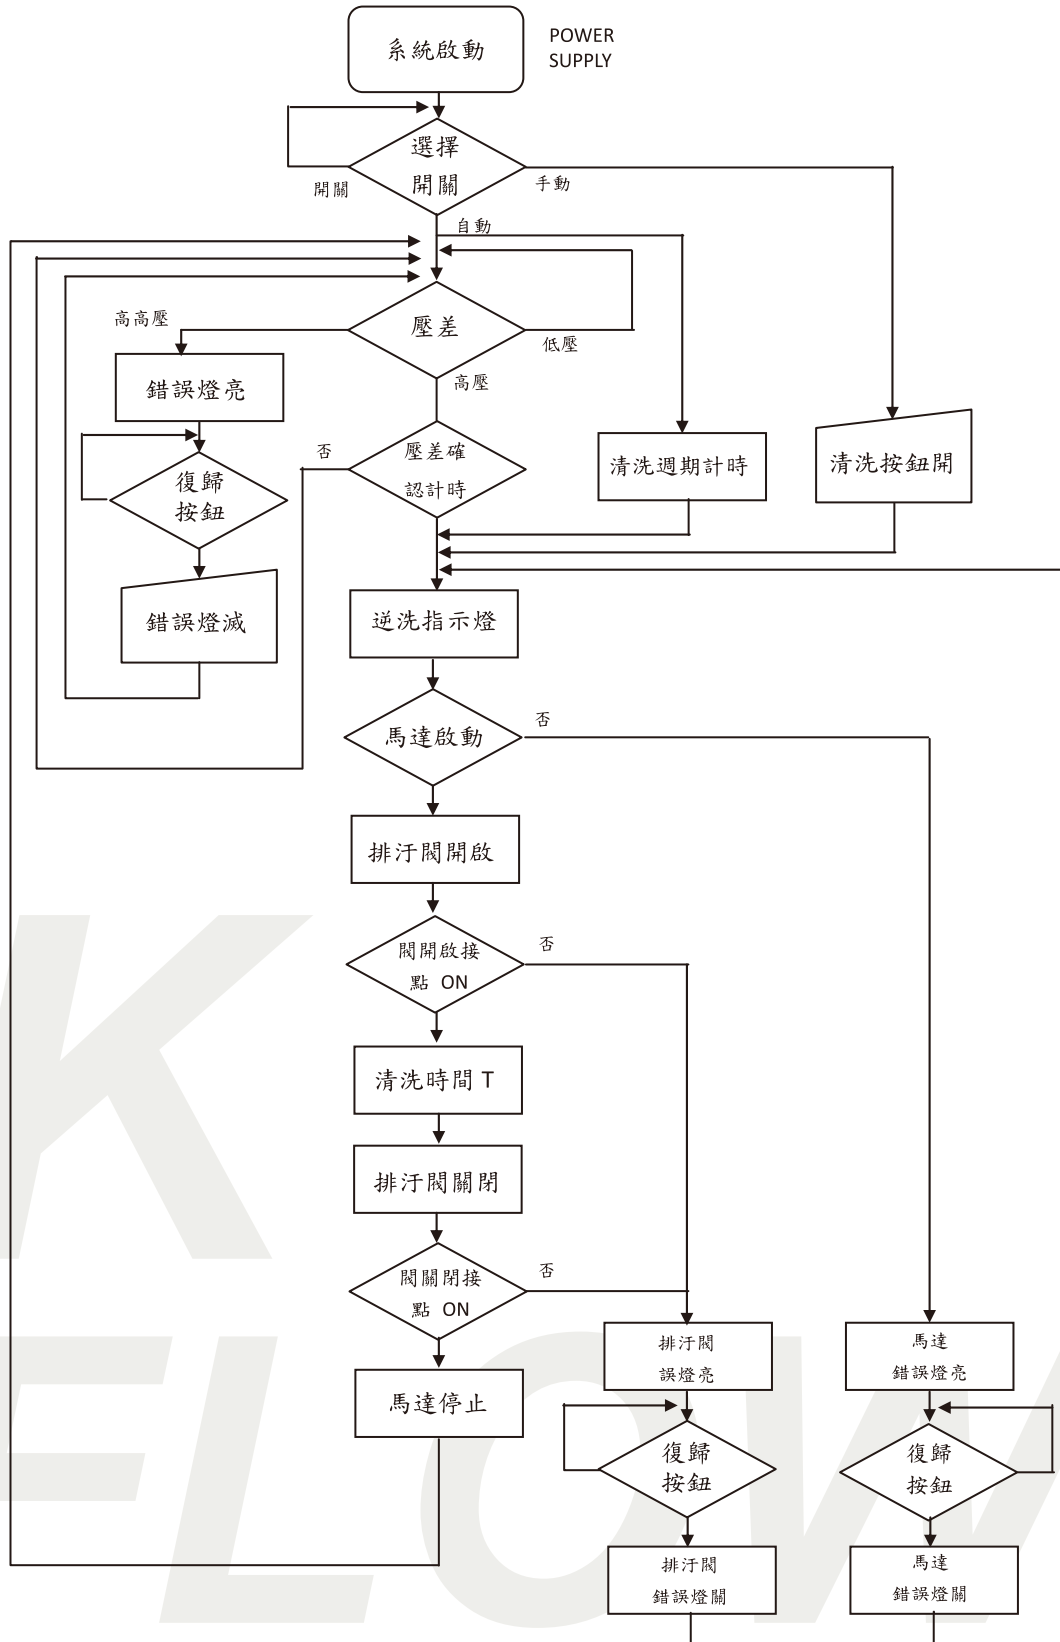 系統啟動
POWER
SUPPLY
選擇
開關
開關
手動
自動
壓差
高高壓
低壓
高壓
錯誤燈亮
否
壓差確
認計時
清洗週期計時
清洗按鈕開
復歸
按鈕
錯誤燈滅
逆洗指示燈
馬達啟動
否
排汙閥開啟
閥開啟接
點 ON
否
清洗時間 T
排汙閥關閉
閥關閉接
點 ON
否
馬達停止
排汙閥
誤燈亮
馬達
錯誤燈亮
復歸
按鈕
復歸
按鈕
排汙閥
錯誤燈關
馬達
錯誤燈關
K
FLOW